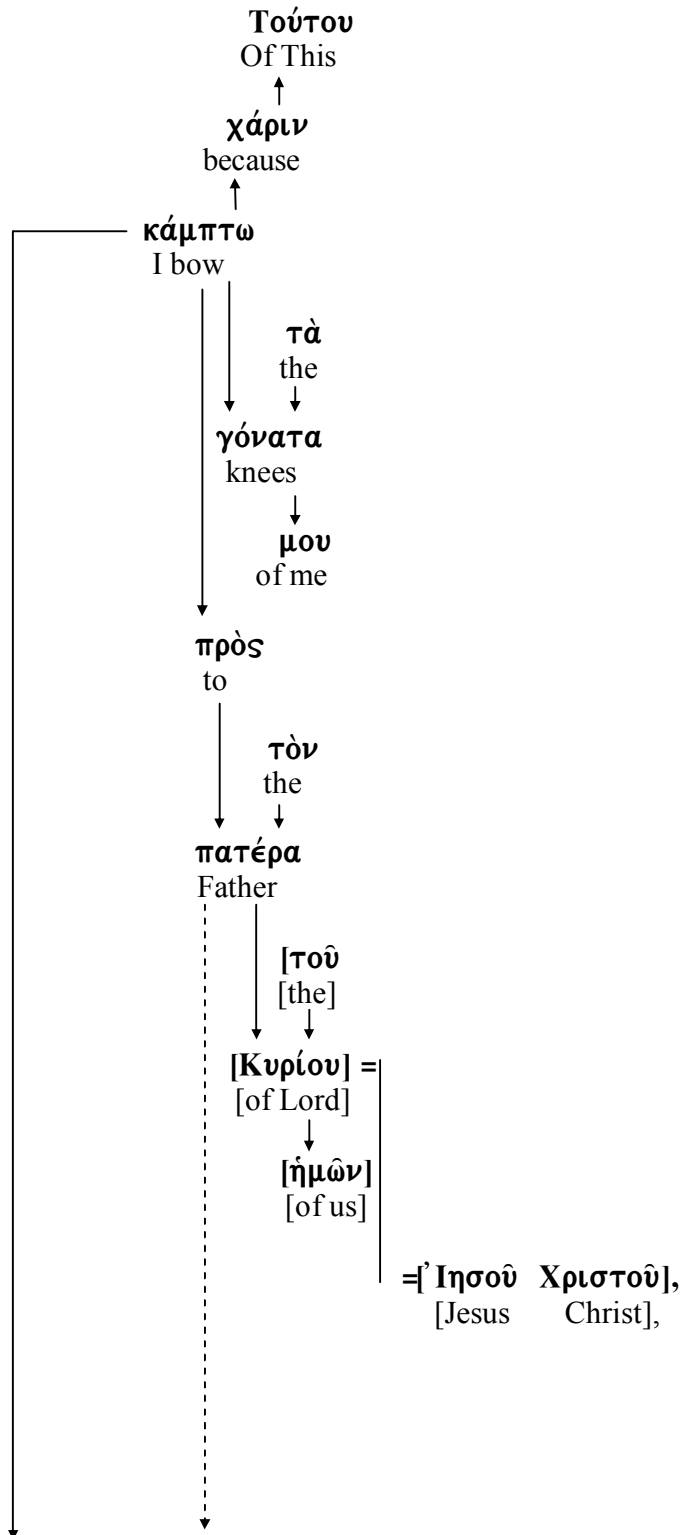 Τούτου
Of This
χάριν
because
κάμπτω
I bow
τὰ
the
γόνατα
knees
μου
of me
πρὸς
to
τὸν
the
πατέρα
Father
[τοῦ
[the]
[Κυρίου] =
[of Lord]
[ἡμῶν]
[of us]
=[᾿Ιησοῦ Χριστοῦ],
[Jesus Christ],